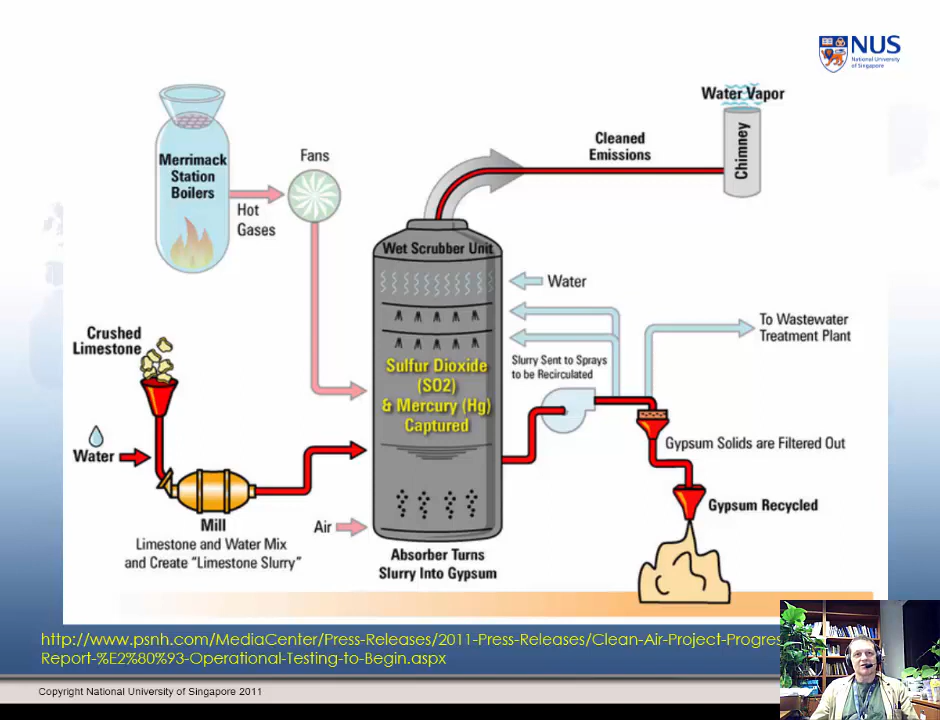 NUS
National University
of Singapore
Water Vapor
Chimney
Cleaned
Emissions
Merrimack
Station
Boilers
Hot
Gases
Fans
Wet Scrubber Unit
Water
Slurry Sent to Sprays
to be Recirculated
To Wastewater
Treatment Plant
Sulfur Dioxide
(SO2)
& Mercury (Hg)
Captured
Crushed
Limestone
Water
Mill
Limestone and Water Mix
and Create “Limestone Slurry”
Air
Absorber Turns
Slurry Into Gypsum
Gypsum Solids are Filtered Out
Gypsum Recycled
http://www.psnh.com/MediaCenter/Press-Releases/2011-Press-Releases/Clean-Air-Project-Progres
Report-%E2%80%93-Operational-Testing-to-Begin.aspx
Copyright National University of Singapore 2011